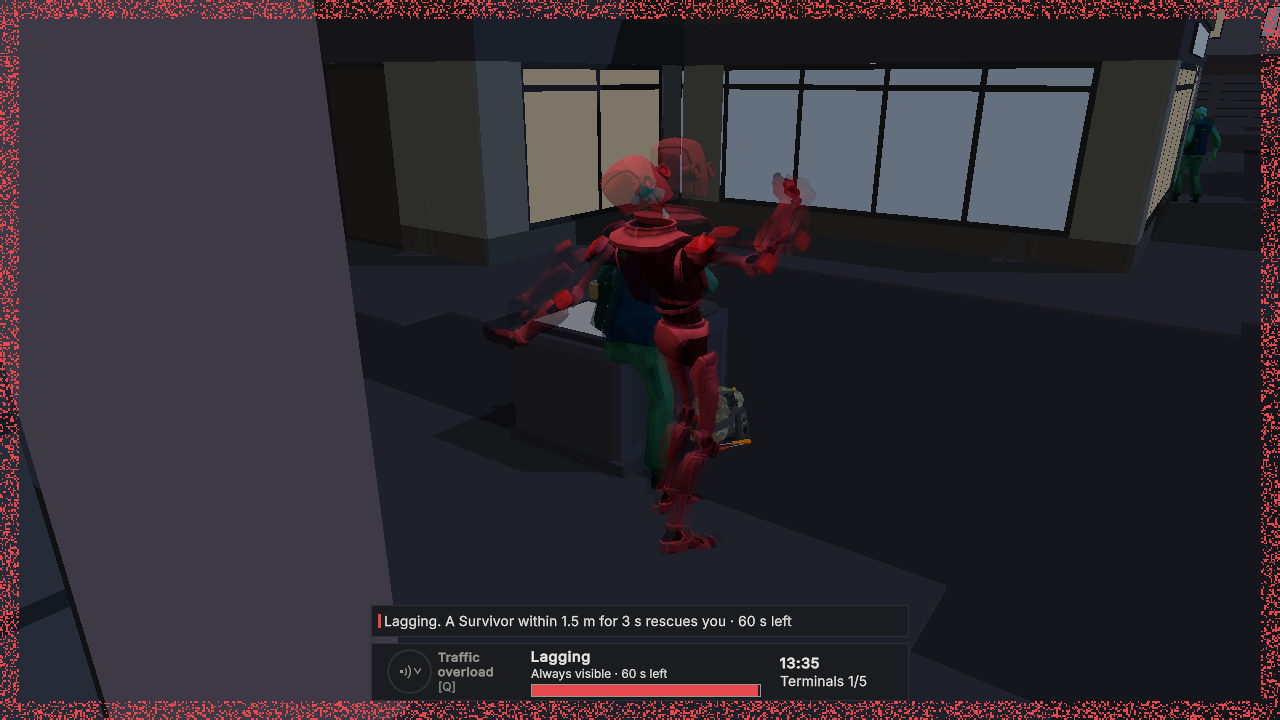 Lagging. A Survivor within 1.5 m for 3 s rescues you · 60 s left
Traffic
overload
[Q]
Lagging
Always visible · 60 s left
13:35
Terminals 1/5